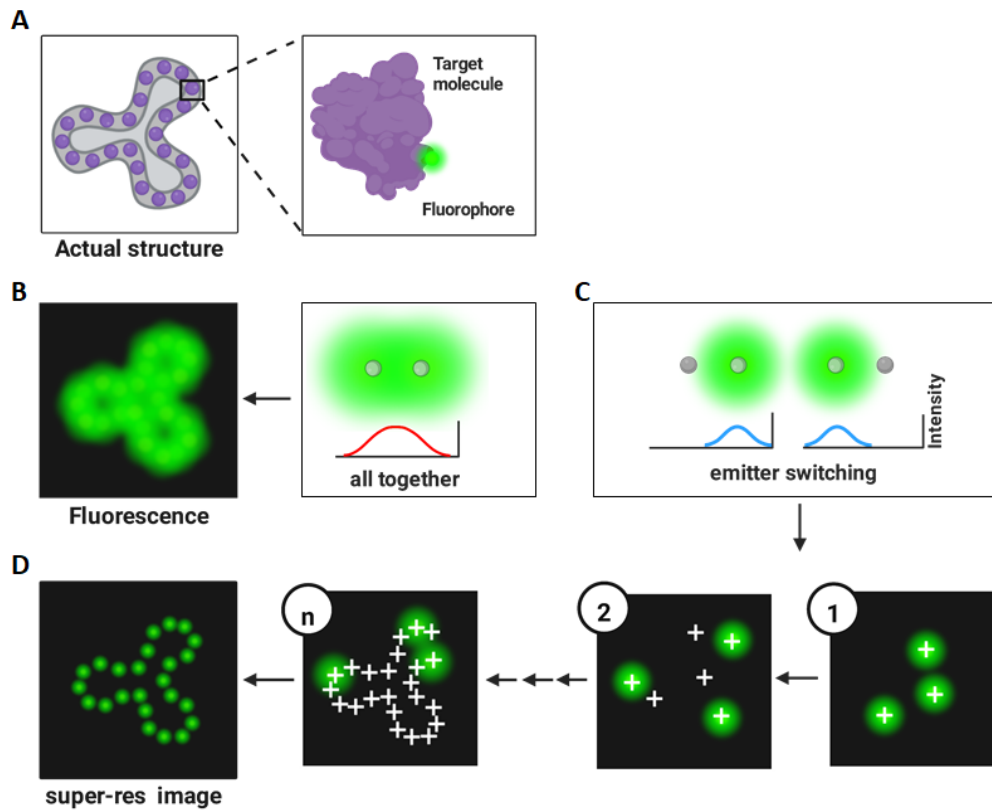 A
Target
molecule
Fluorophore
Actual structure
B
C
all together
Intensity
emitter switching
Fluorescence
D
n
2
1
super-res image